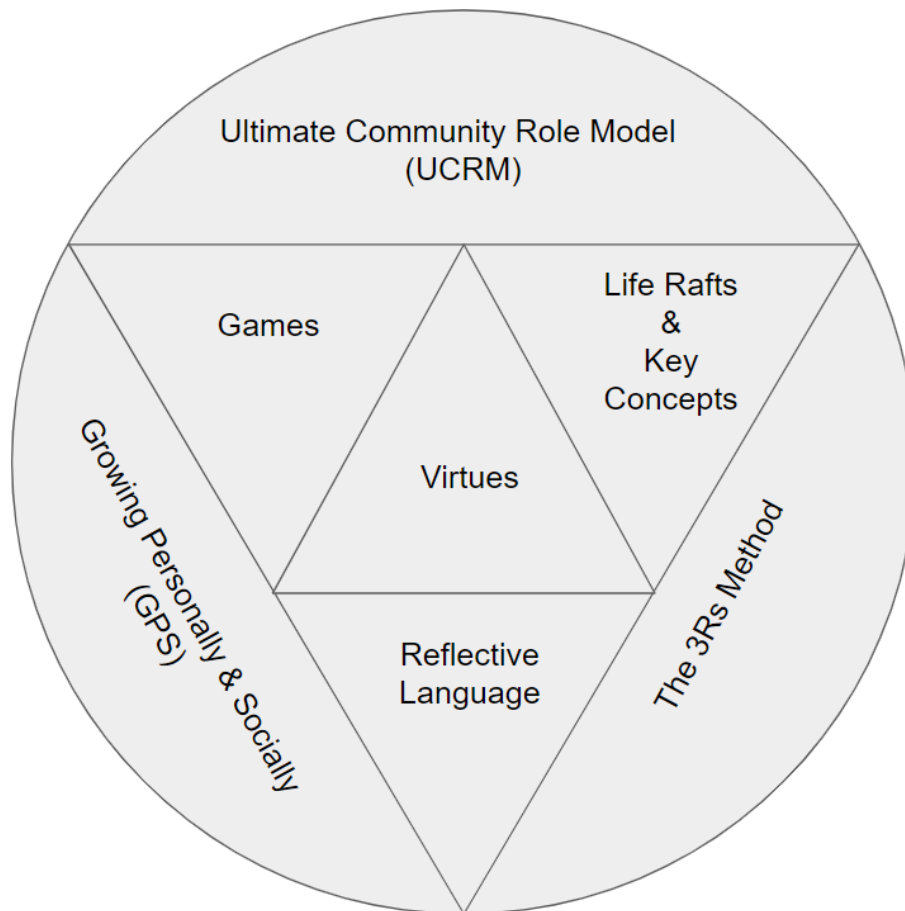 Ultimate Community Role Model
(UCRM)
Games
Life Rafts
&
Key
Concepts
Virtues
Growing Personally & Socially
(GPS)
The 3Rs Method
Reflective
Language